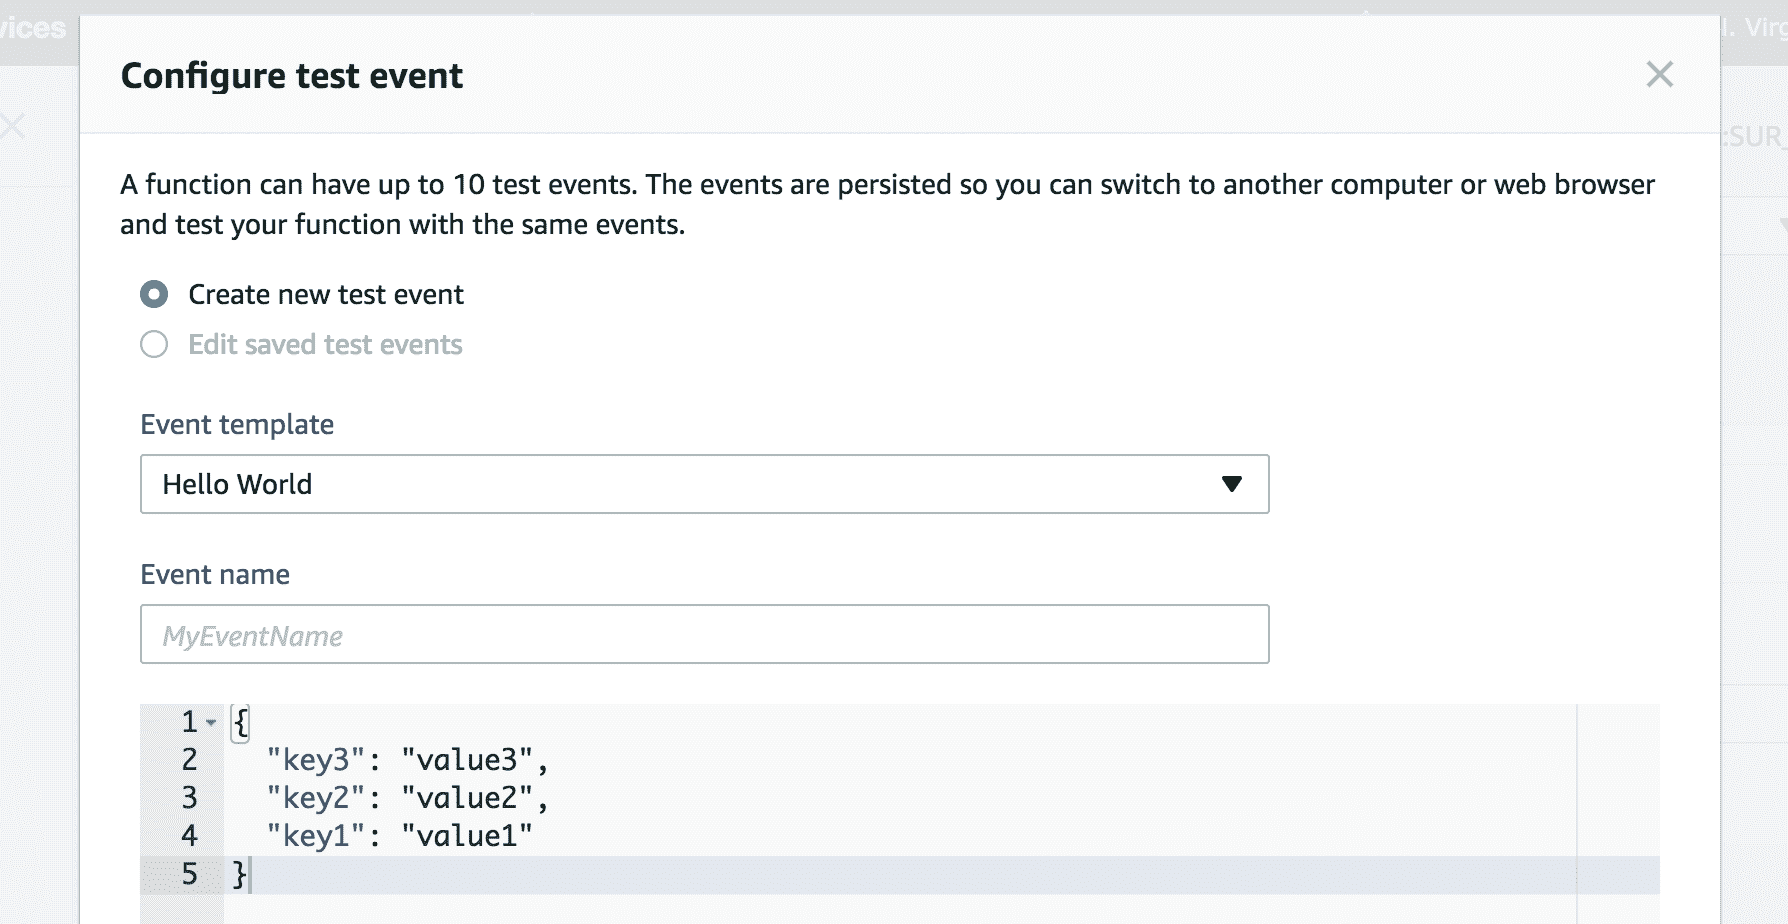 Configure test event
A function can have up to 10 test events. The events are persisted so you can switch to another computer or web browser
and test your function with the same events.
Create new test event
Edit saved test events
Event template
Hello World
Event name
MyEventName
1 {
2 "key3": "value3",
3 "key2": "value2",
4 "key1": "value1"
5 }